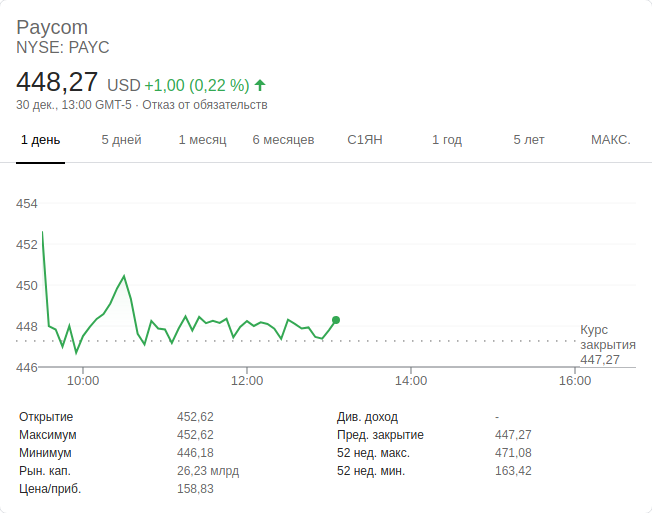 Paycom
NYSE: PAYC
448,27 USD +1,00 (0,22 %)
30 дек., 13:00 GMT-5 · Отказ от обязательств
1 день 5 дней 1 месяц 6 месяцев С1ЯН 1 год 5 лет МАКС.
454
452
450
448
446
Курс
закрытия
447,27
10:00 12:00 14:00 16:00
Открытие 452,62 Див. доход -
Максимум 452,62 Пред. закрытие 447,27
Минимум 446,18 52 нед. макс. 471,08
Рын. кап. 26,23 млрд 52 нед. мин. 163,42
Цена/приб. 158,83